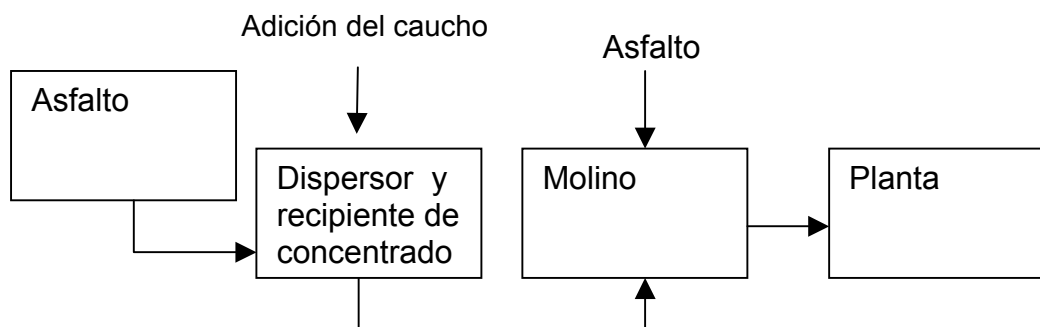 Adición del caucho
Asfalto
Asfalto
Dispersor y
recipiente de
concentrado
Molino
Planta